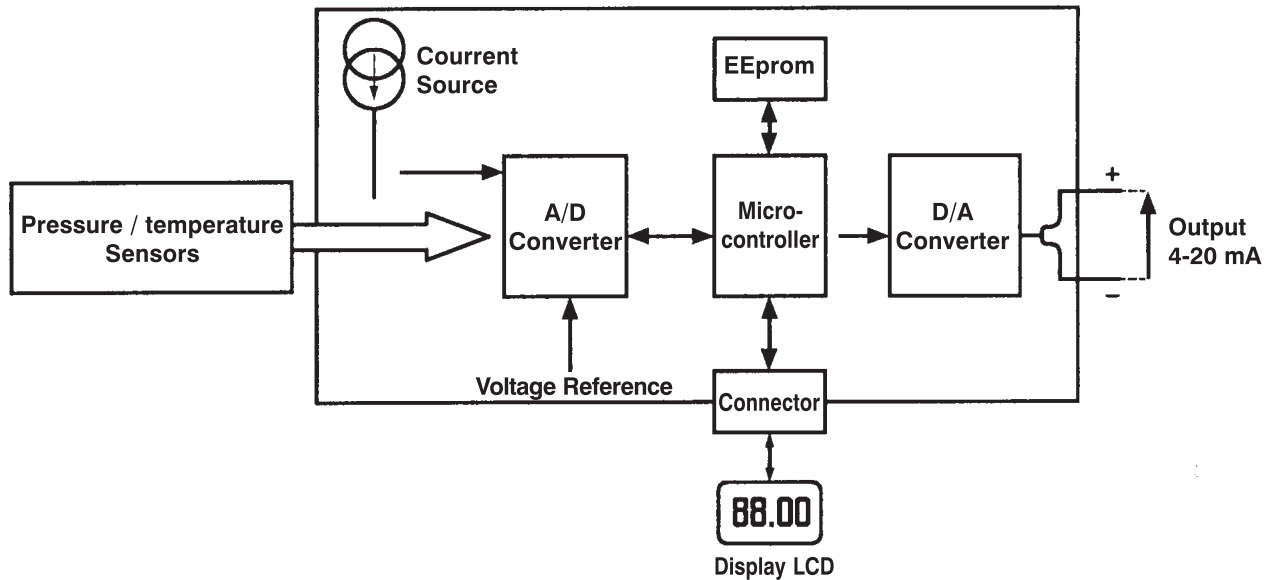 Courrent
Source
EEprom
Pressure / temperature
Sensors
A/D
Converter
Micro-
controller
D/A
Converter
+
Output
4-20 mA
–
Voltage Reference
Connector
88.00
Display LCD